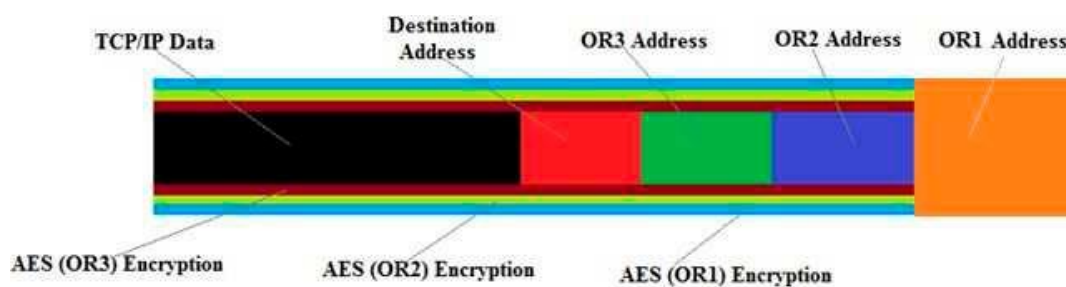 TCP/IP Data
Destination
Address
OR3 Address
OR2 Address
OR1 Address
AES (OR3) Encryption
AES (OR2) Encryption
AES (OR1) Encryption